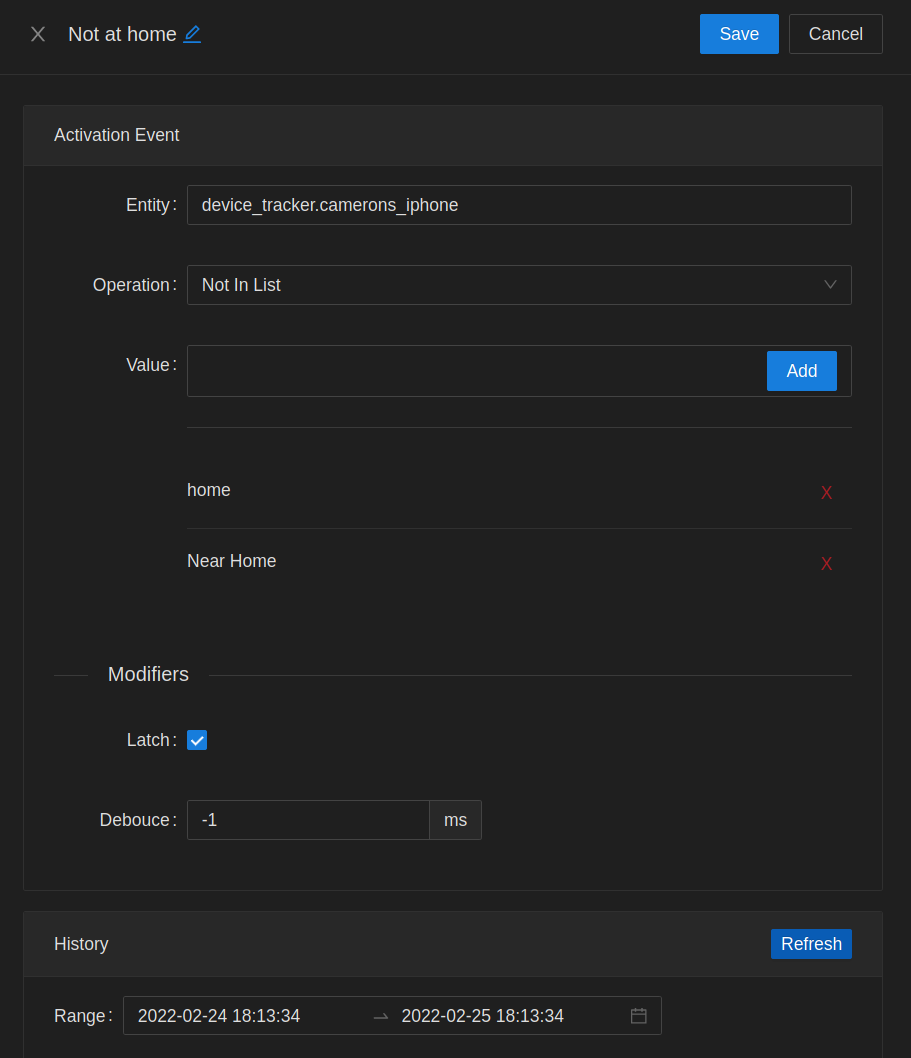 Not at home
Save
Cancel
Activation Event
Entity: device_tracker.camerons_iphone
Operation: Not In List
Value:
Add
home
X
Near Home
X
Modifiers
Latch:
Debouce: -1 ms
History
Refresh
Range: 2022-02-24 18:13:34 2022-02-25 18:13:34